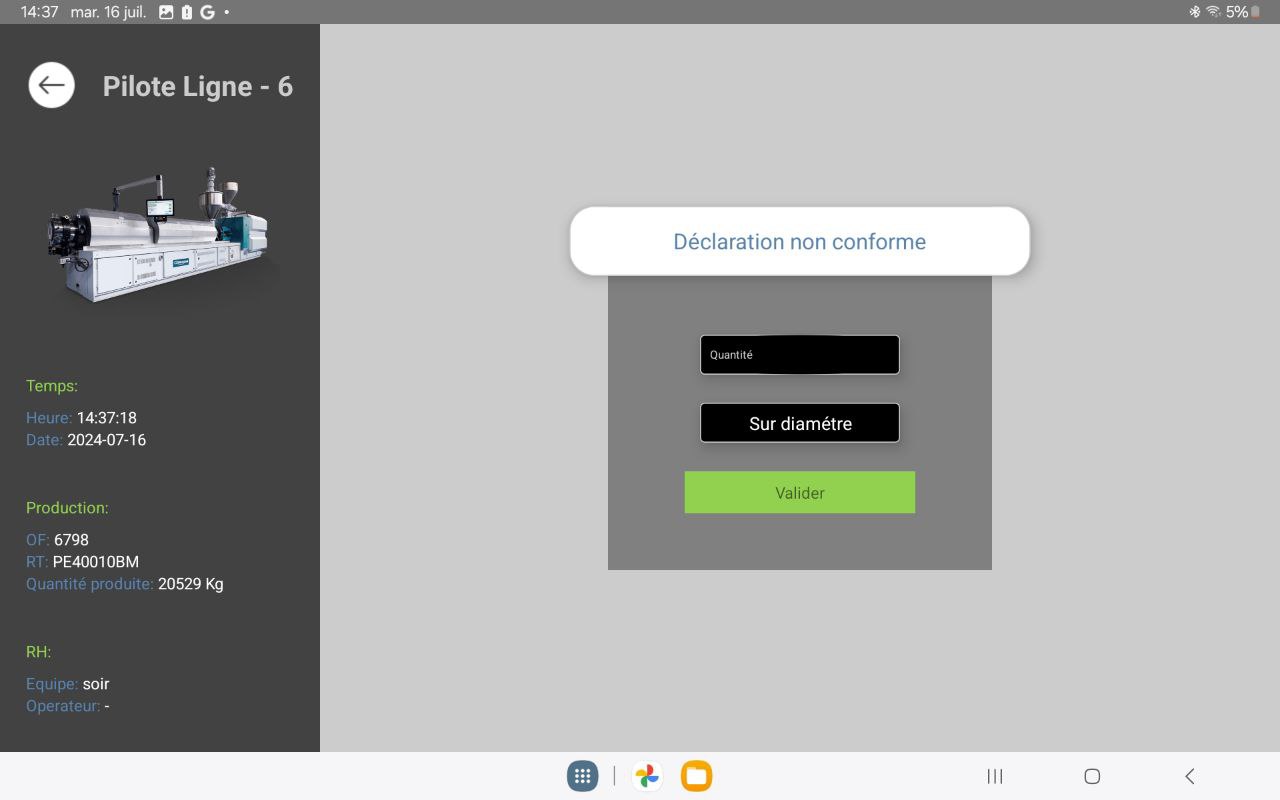 14:37 mar. 16 juil.
5%
Pilote Ligne - 6
Temps:
Heure: 14:37:18
Date: 2024-07-16
Production:
OF: 6798
RT: PE40010BM
Quantité produite: 20529 Kg
RH:
Equipe: soir
Operateur: -
Déclaration non conforme
Quantité
Sur diamétre
Valider